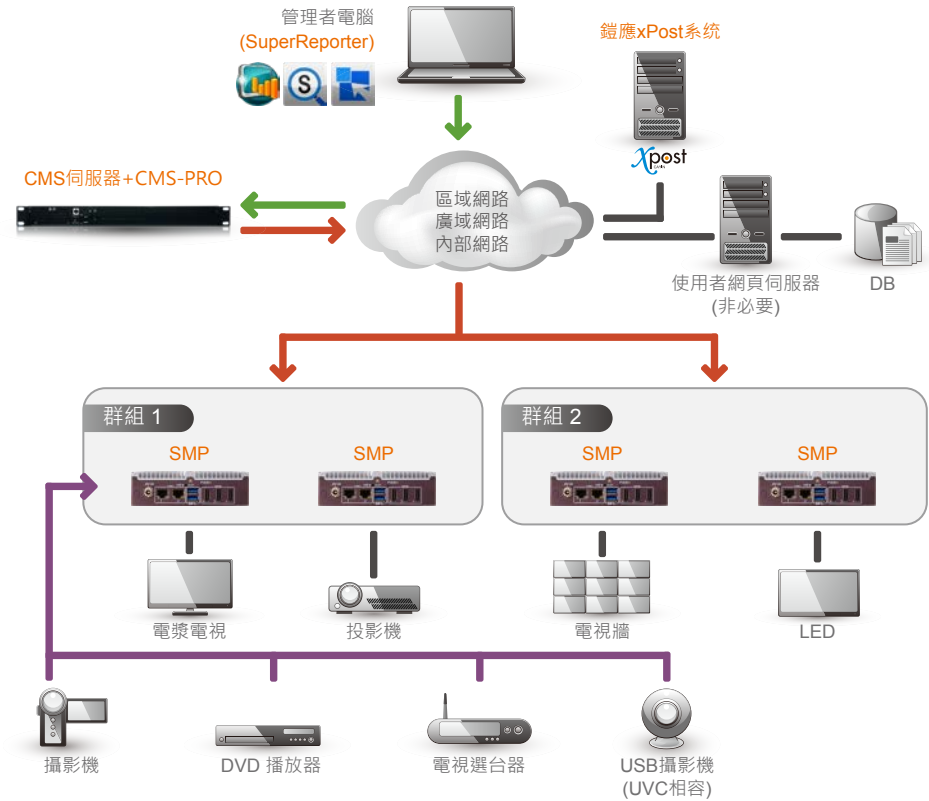 管理者電腦
(SuperReporter)
鎧應xPost系统
S
Xpost
CMS伺服器+CMS-PRO
區域網路
廣域網路
內部網路
使用者網頁伺服器
(非必要)
DB
群組 1
群組 2
SMP
SMP
SMP
SMP
電漿電視
投影機
電視牆
LED
攝影機
DVD 播放器
電視選台器
USB攝影機
(UVC相容)